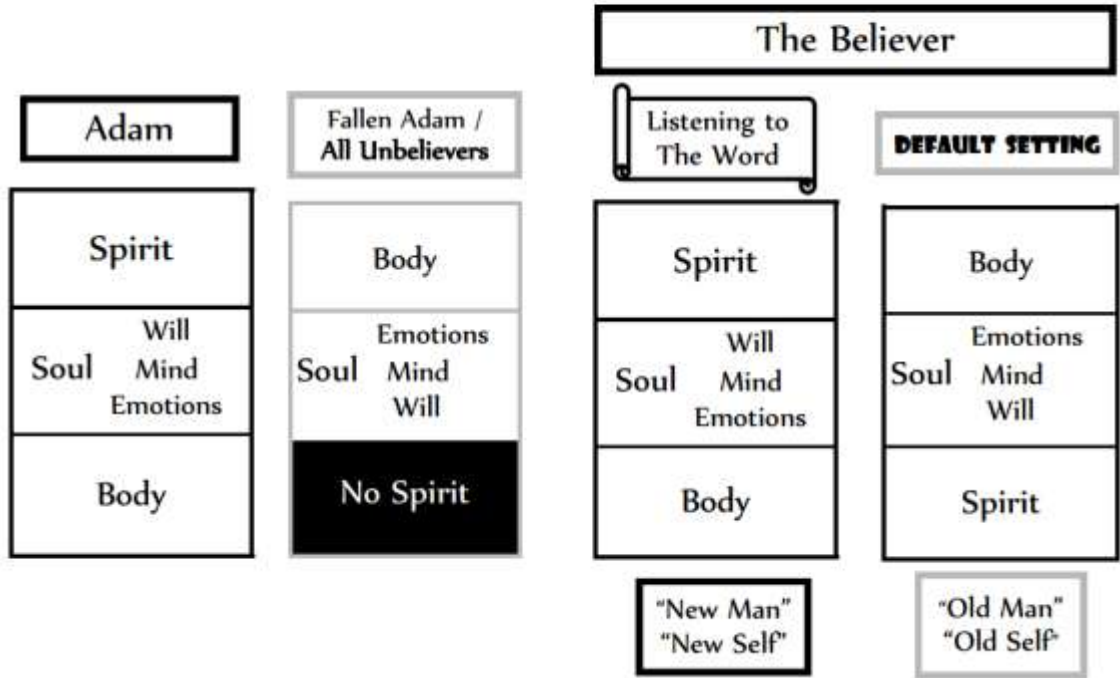 The Believer
Adam
Fallen Adam /
All Unbelievers
Listening to
The Word
DEFAULT SETTING
Spirit
Soul
Will
Mind
Emotions
Body
Body
Soul
Emotions
Mind
Will
No Spirit
Spirit
Soul
Will
Mind
Emotions
Body
"New Man"
"New Self"
Body
Soul
Emotions
Mind
Will
Spirit
"Old Man"
"Old Self"